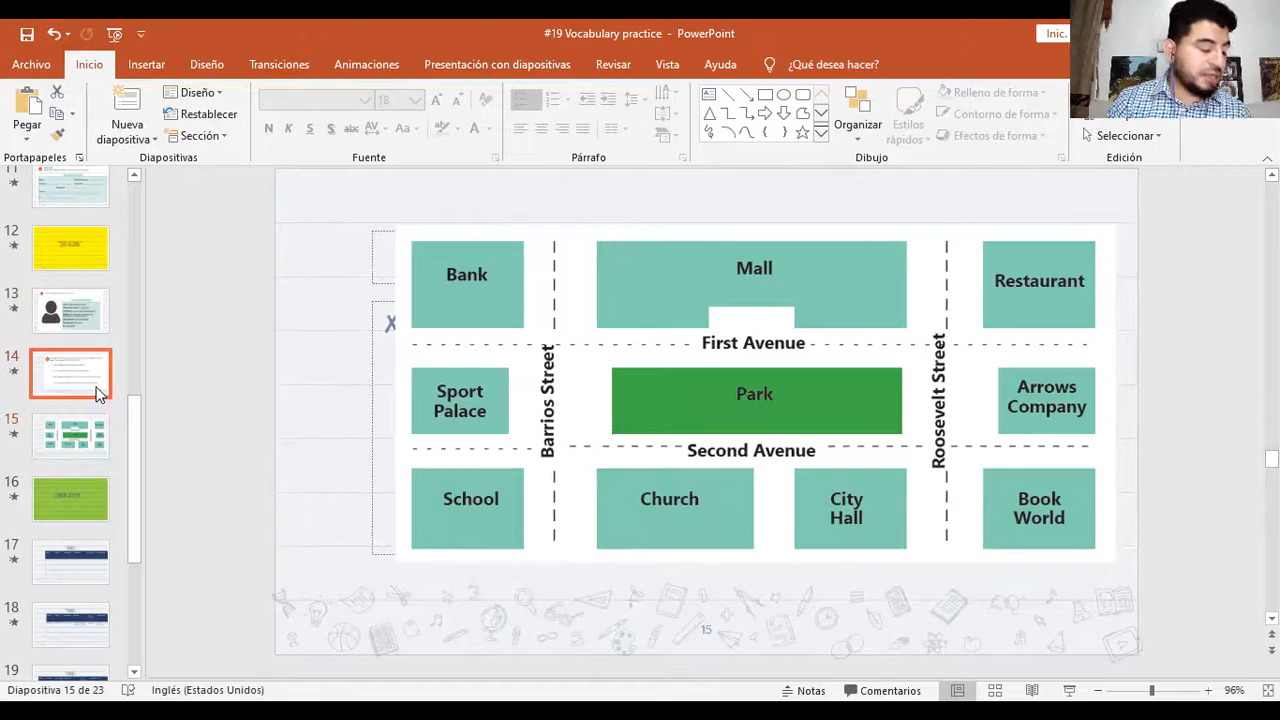 #19 Vocabulary practice - PowerPoint
Inic.
Archivo Inicio Insertar Diseño Transiciones Animaciones Presentación con diapositivas Revisar Vista Ayuda ¿Qué desea hacer?
Pegar
Nueva diapositiva
Diseño
Restablecer
Sección
18
N K S abc AV Aa A
Organizar
Estilos rápidos
Relleno de forma
Contorno de forma
Efectos de forma
Seleccionar
Portapapeles Diapositivas Fuente Párrafo Dibujo Edición
11
12
13
14
15
16
17
18
19
Bank
Mall
Restaurant
First Avenue
Barrios Street
Roosevelt Street
Sport
Palace
Park
Arrows
Company
Second Avenue
School
Church
City
Hall
Book
World
15
Diapositiva 15 de 23 Inglés (Estados Unidos) Notas Comentarios 96%